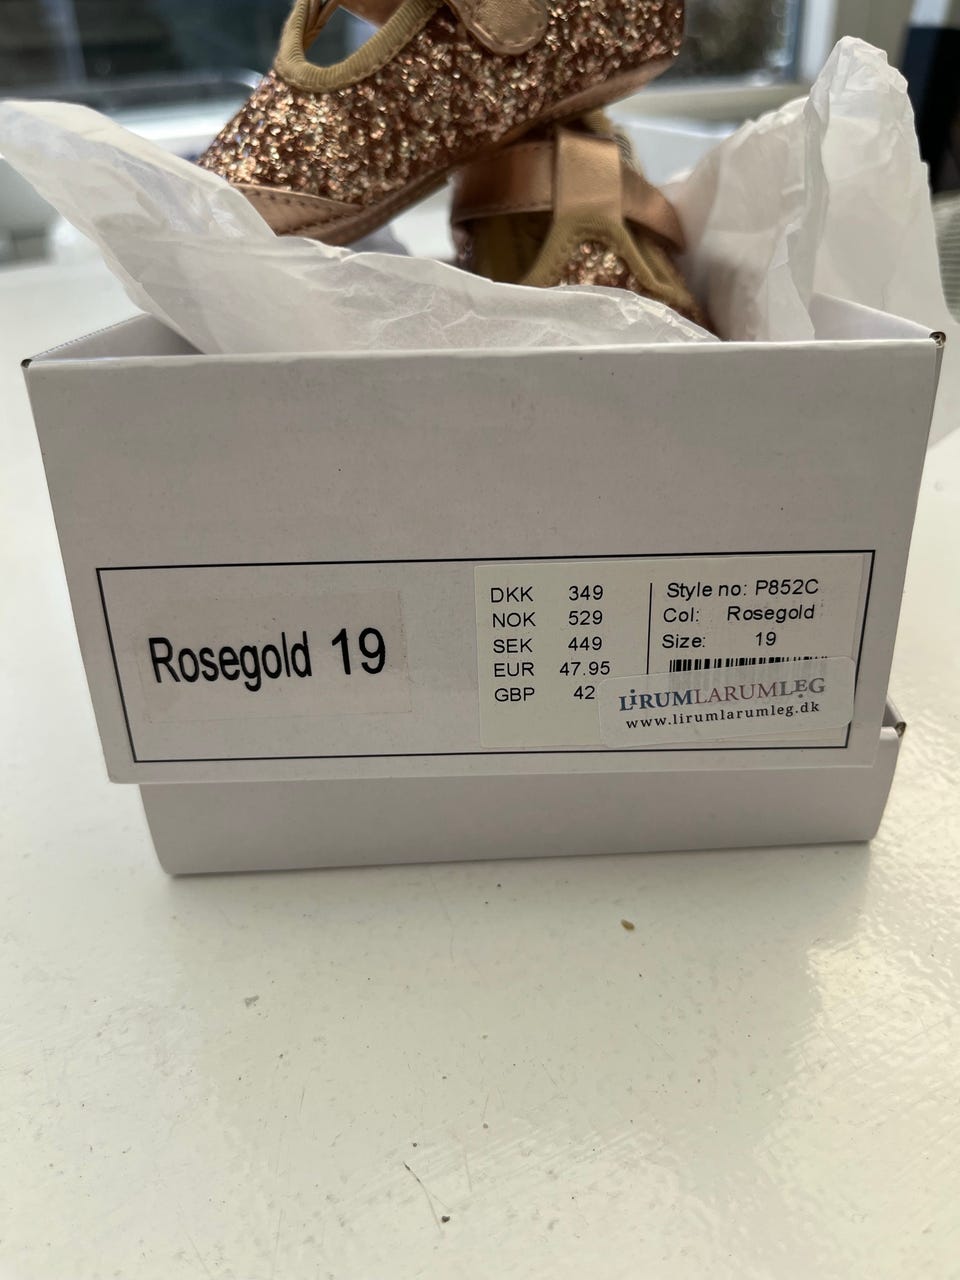 Rosegold 19
DKK 349
NOK 529
SEK 449
EUR 47.95
GBP 42
Style no: P852C
Col: Rosegold
Size: 19
LiRUMLARUMLEG
www.lirumlarumleg.dk